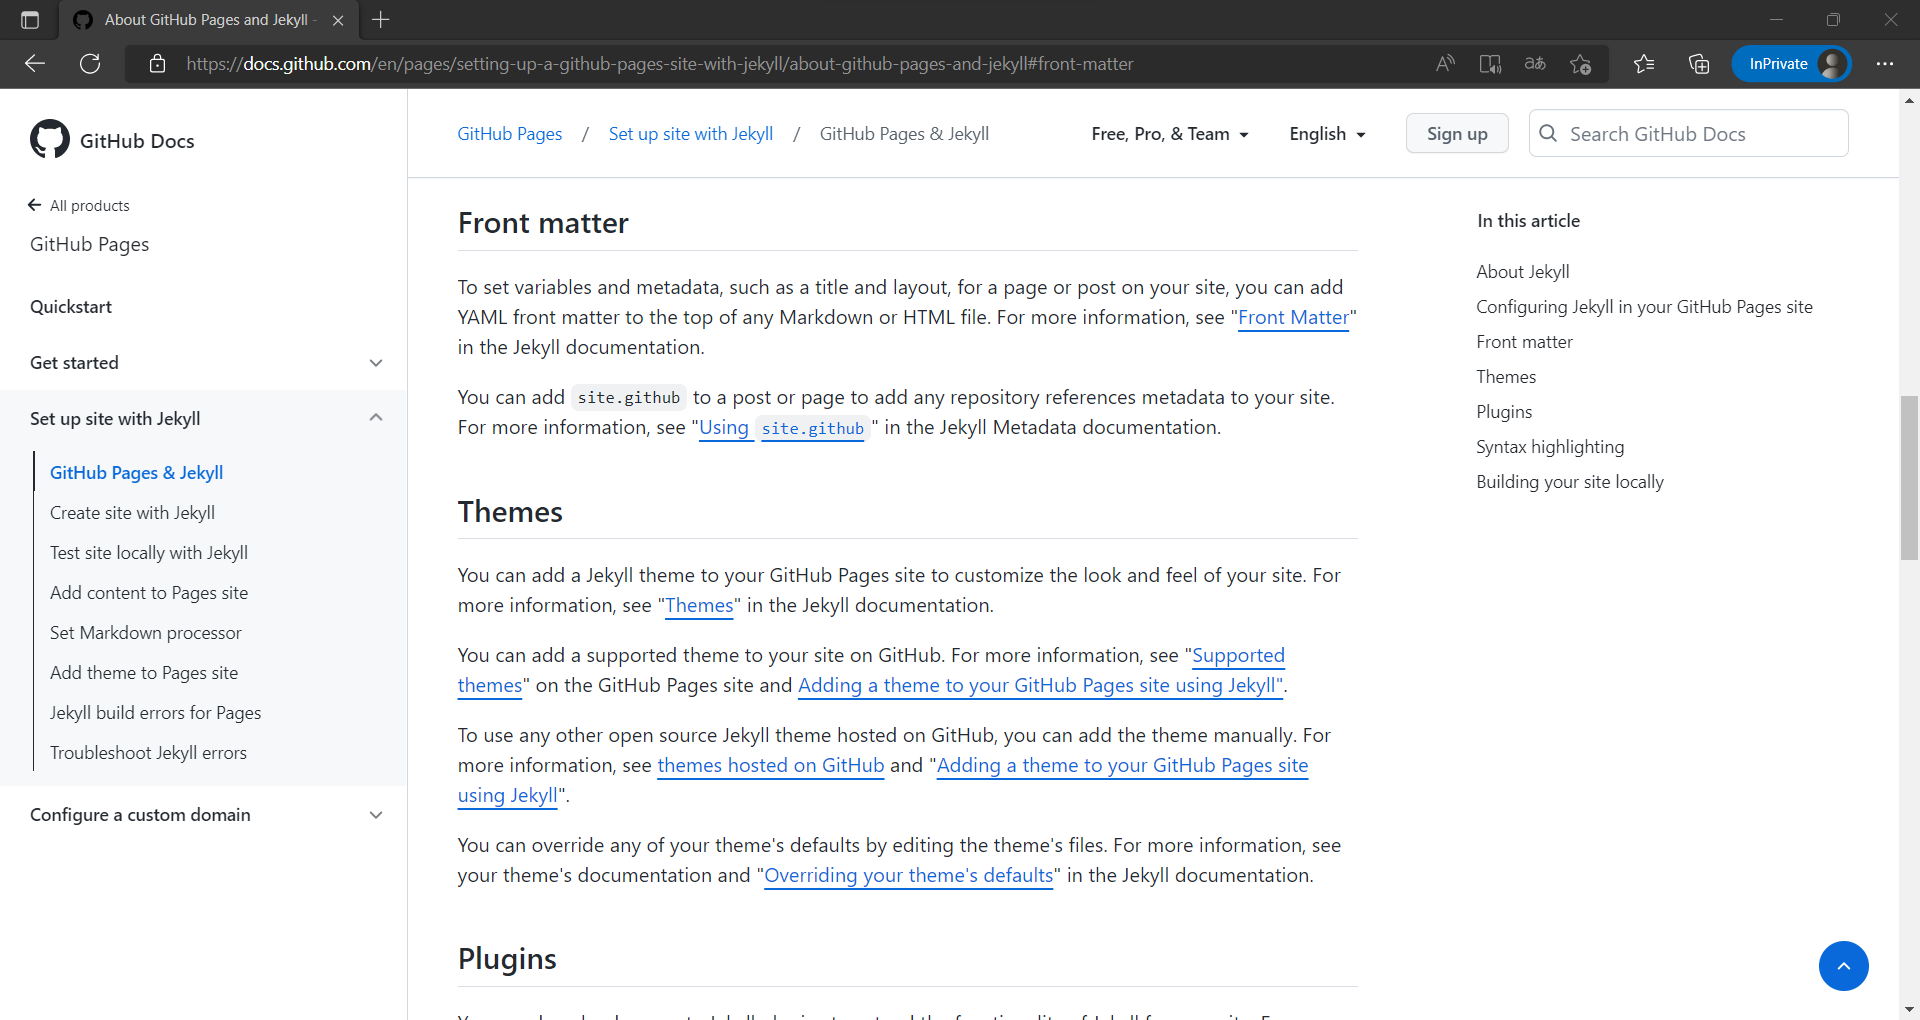 About GitHub Pages and Jekyll -
https://docs.github.com/en/pages/setting-up-a-github-pages-site-with-jekyll/about-github-pages-and-jekyll#front-matter
InPrivate
GitHub Docs
All products
GitHub Pages
Quickstart
Get started
Set up site with Jekyll
GitHub Pages & Jekyll
Create site with Jekyll
Test site locally with Jekyll
Add content to Pages site
Set Markdown processor
Add theme to Pages site
Jekyll build errors for Pages
Troubleshoot Jekyll errors
Configure a custom domain
GitHub Pages / Set up site with Jekyll / GitHub Pages & Jekyll
Free, Pro, & Team
English
Sign up
Search GitHub Docs
Front matter
To set variables and metadata, such as a title and layout, for a page or post on your site, you can add
YAML front matter to the top of any Markdown or HTML file. For more information, see "Front Matter"
in the Jekyll documentation.
You can add site.github to a post or page to add any repository references metadata to your site.
For more information, see "Using site.github" in the Jekyll Metadata documentation.
Themes
You can add a Jekyll theme to your GitHub Pages site to customize the look and feel of your site. For
more information, see "Themes" in the Jekyll documentation.
You can add a supported theme to your site on GitHub. For more information, see "Supported
themes" on the GitHub Pages site and Adding a theme to your GitHub Pages site using Jekyll".
To use any other open source Jekyll theme hosted on GitHub, you can add the theme manually. For
more information, see themes hosted on GitHub and "Adding a theme to your GitHub Pages site
using Jekyll".
You can override any of your theme's defaults by editing the theme's files. For more information, see
your theme's documentation and "Overriding your theme's defaults" in the Jekyll documentation.
Plugins
In this article
About Jekyll
Configuring Jekyll in your GitHub Pages site
Front matter
Themes
Plugins
Syntax highlighting
Building your site locally